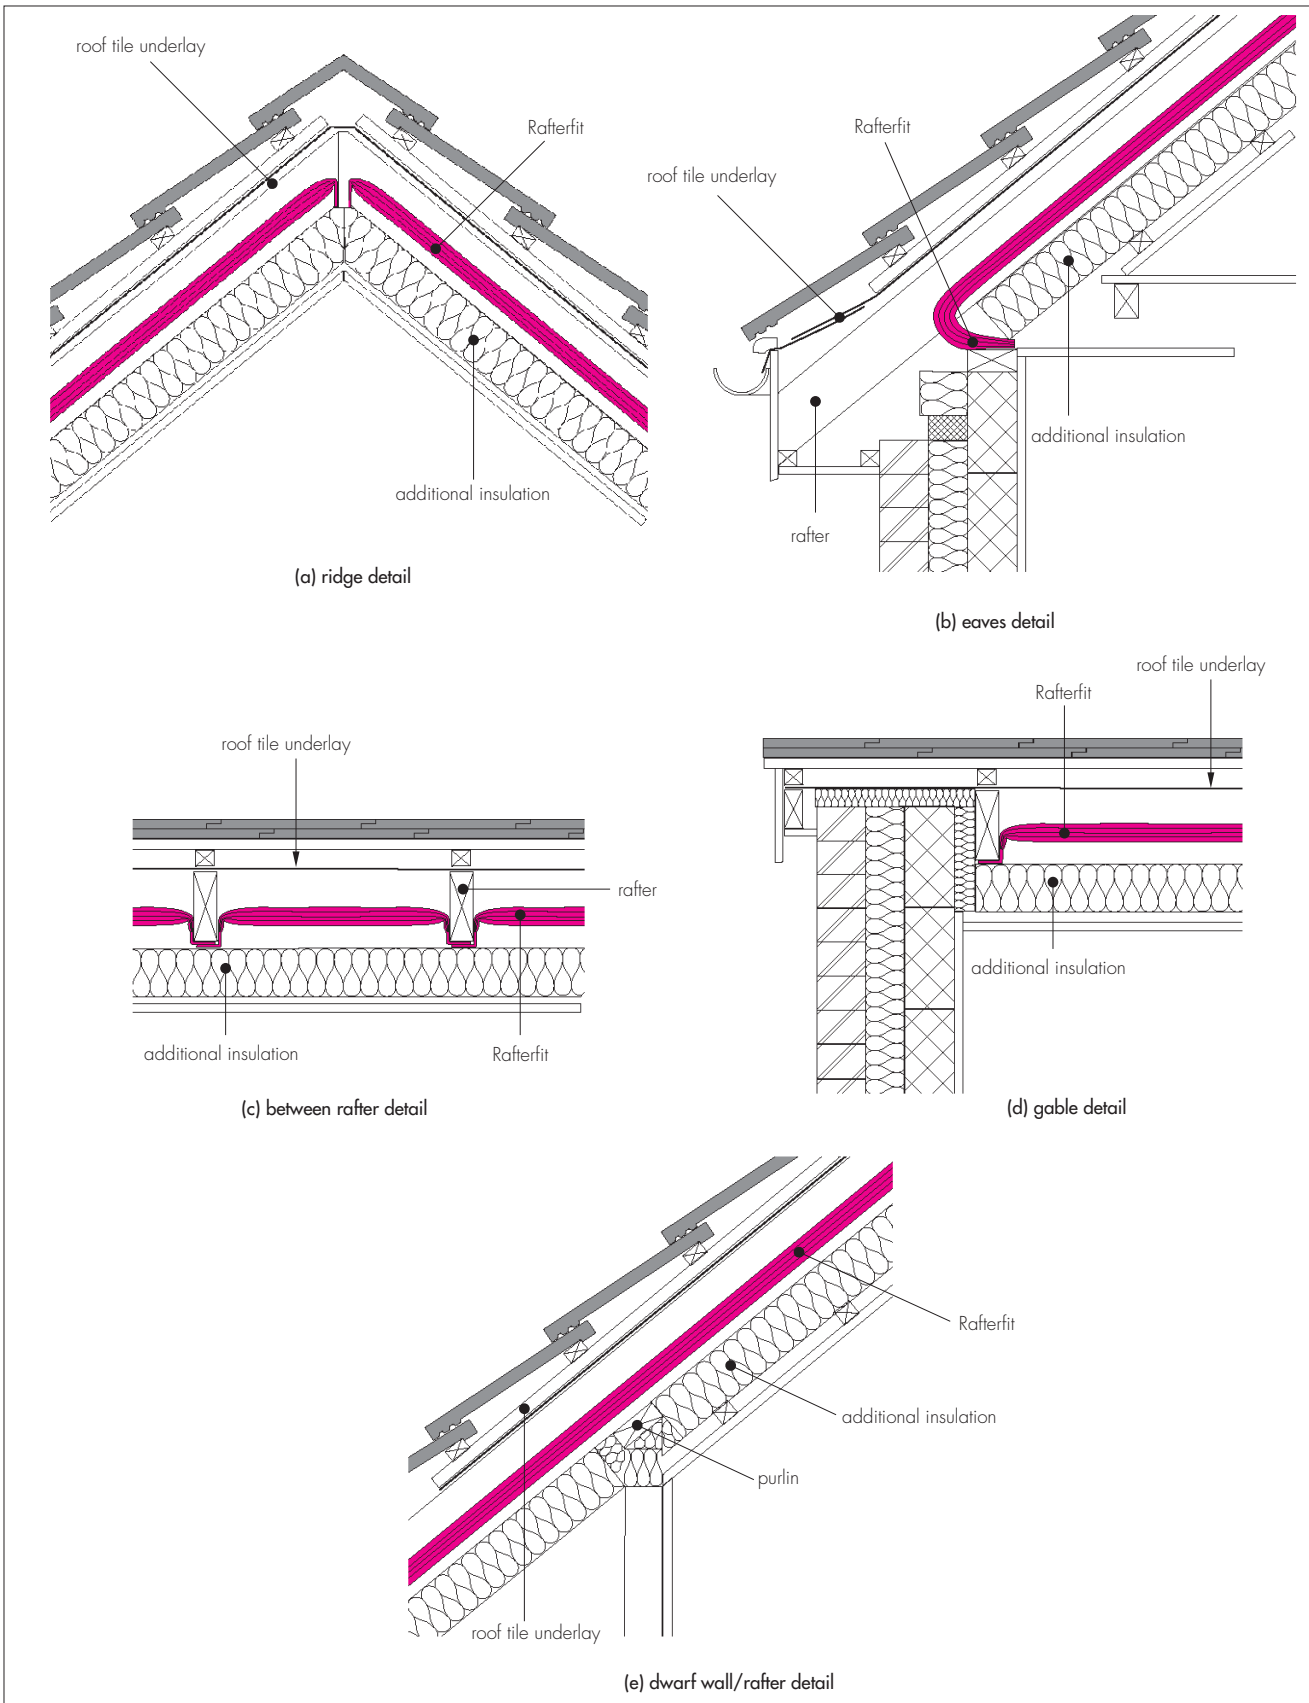 roof tile underlay
Rafterfit
additional insulation
(a) ridge detail
Rafterfit
roof tile underlay
additional insulation
rafter
(b) eaves detail
roof tile underlay
rafter
additional insulation
Rafterfit
(c) between rafter detail
roof tile underlay
Rafterfit
additional insulation
(d) gable detail
Rafterfit
additional insulation
purlin
roof tile underlay
(e) dwarf wall/rafter detail